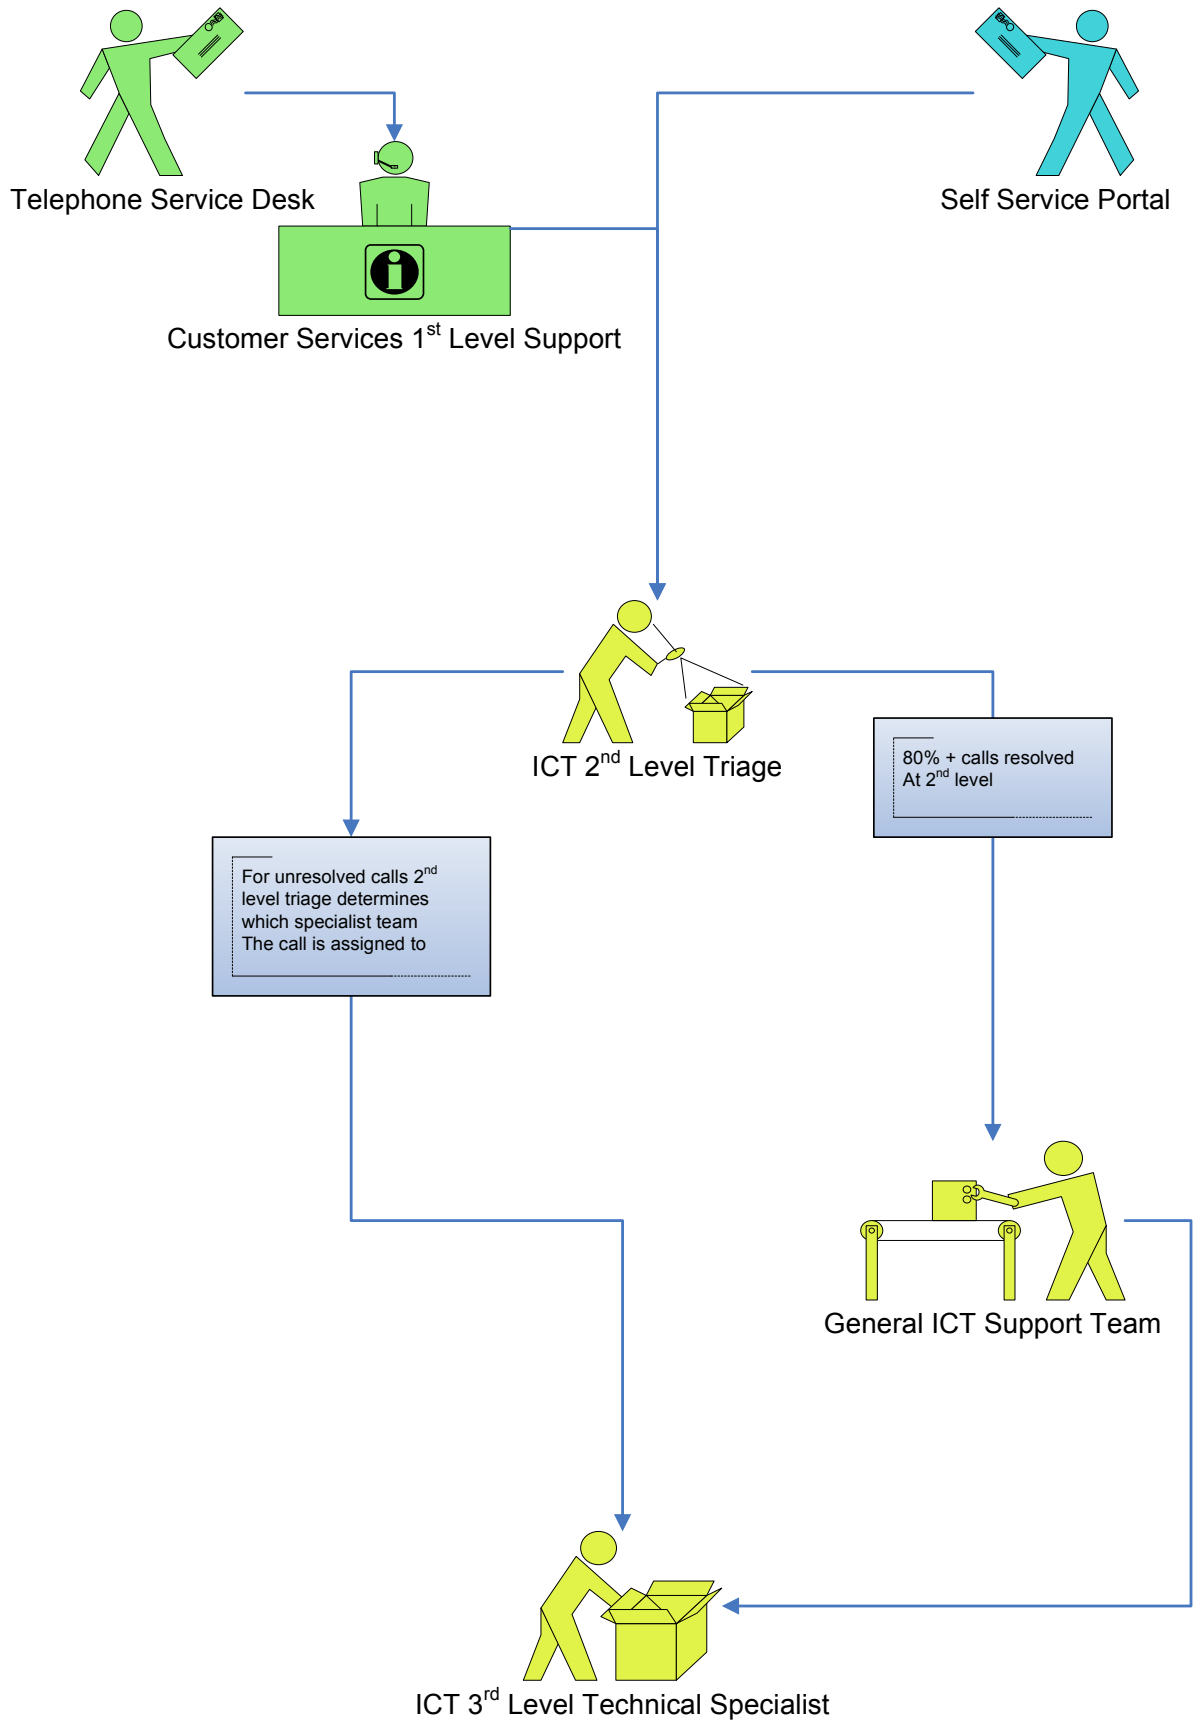 Telephone Service Desk
Self Service Portal
Customer Services 1st Level Support
ICT 2nd Level Triage
80% + calls resolved
At 2nd level
For unresolved calls 2nd
level triage determines
which specialist team
The call is assigned to
General ICT Support Team
ICT 3rd Level Technical Specialist